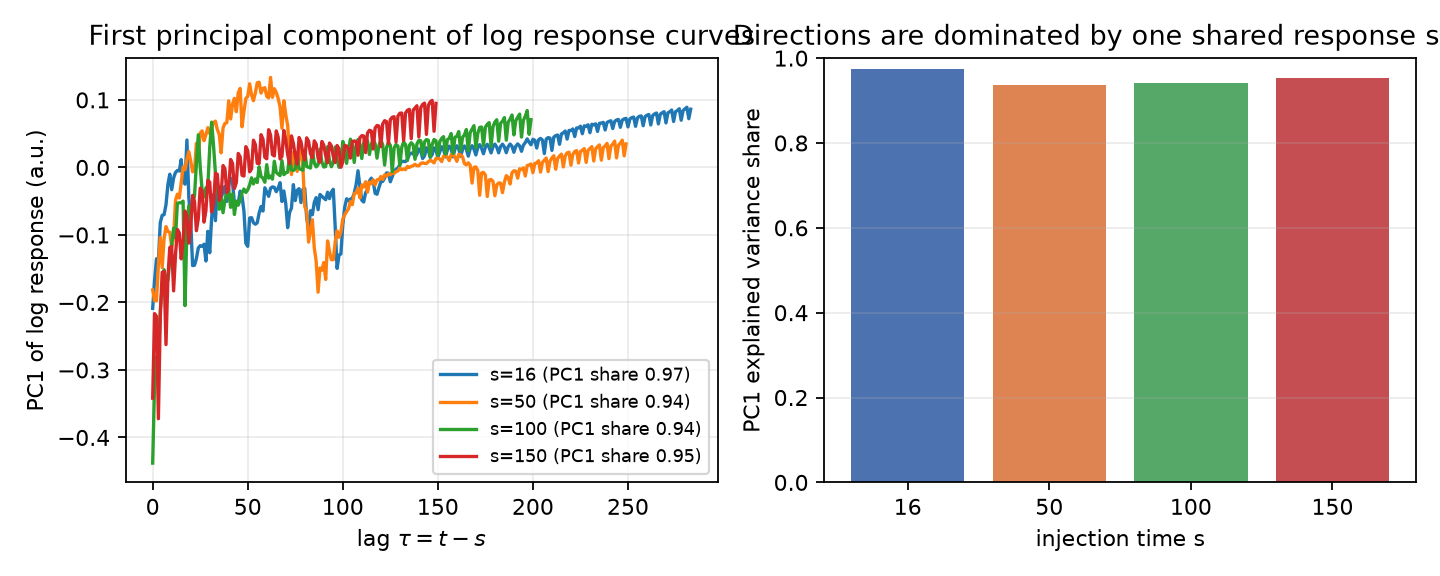 First principal component of log response curves
Directions are dominated by one shared response s
0.1
0.0
−0.1
−0.2
−0.3
−0.4
PC1 of log response (a.u.)
0
50
100
150
200
250
lag τ = t − s
s=16 (PC1 share 0.97)
s=50 (PC1 share 0.94)
s=100 (PC1 share 0.94)
s=150 (PC1 share 0.95)
1.0
0.8
0.6
0.4
0.2
0.0
PC1 explained variance share
16
50
100
150
injection time s